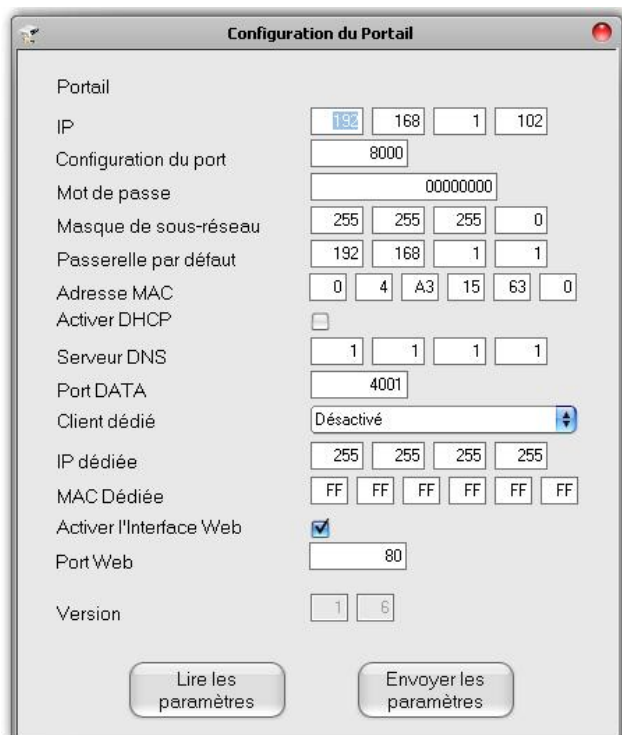 Configuration du Portail
Portail
IP 192 168 1 102
Configuration du port 8000
Mot de passe 00000000
Masque de sous-réseau 255 255 255 0
Passerelle par défaut 192 168 1 1
Adresse MAC 0 4 A3 15 63 0
Activer DHCP
Serveur DNS 1 1 1 1
Port DATA 4001
Client dédié Désactivé
IP dédiée 255 255 255 255
MAC Dédiée FF FF FF FF FF FF
Activer l'Interface Web
Port Web 80
Version 1 6
Lire les paramètres
Envoyer les paramètres